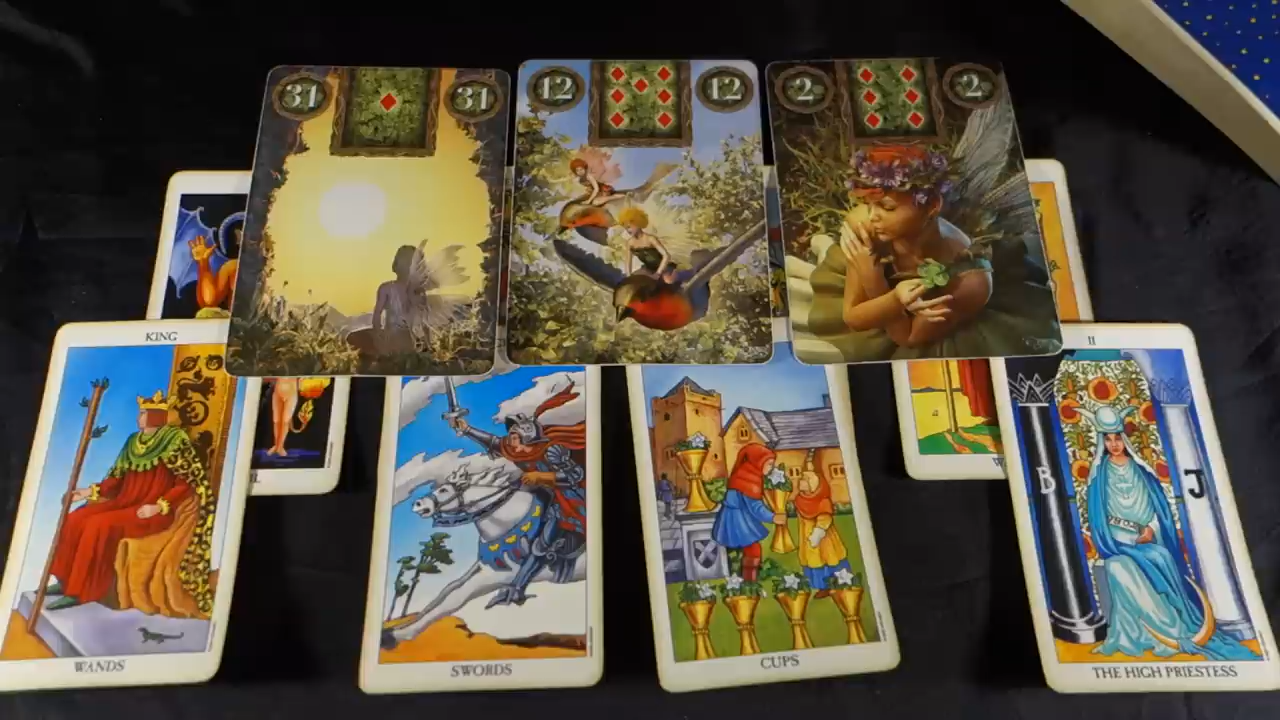 31 31
12 12
2 2
KING
WANDS
SWORDS
CUPS
II
B J
THE HIGH PRIESTESS